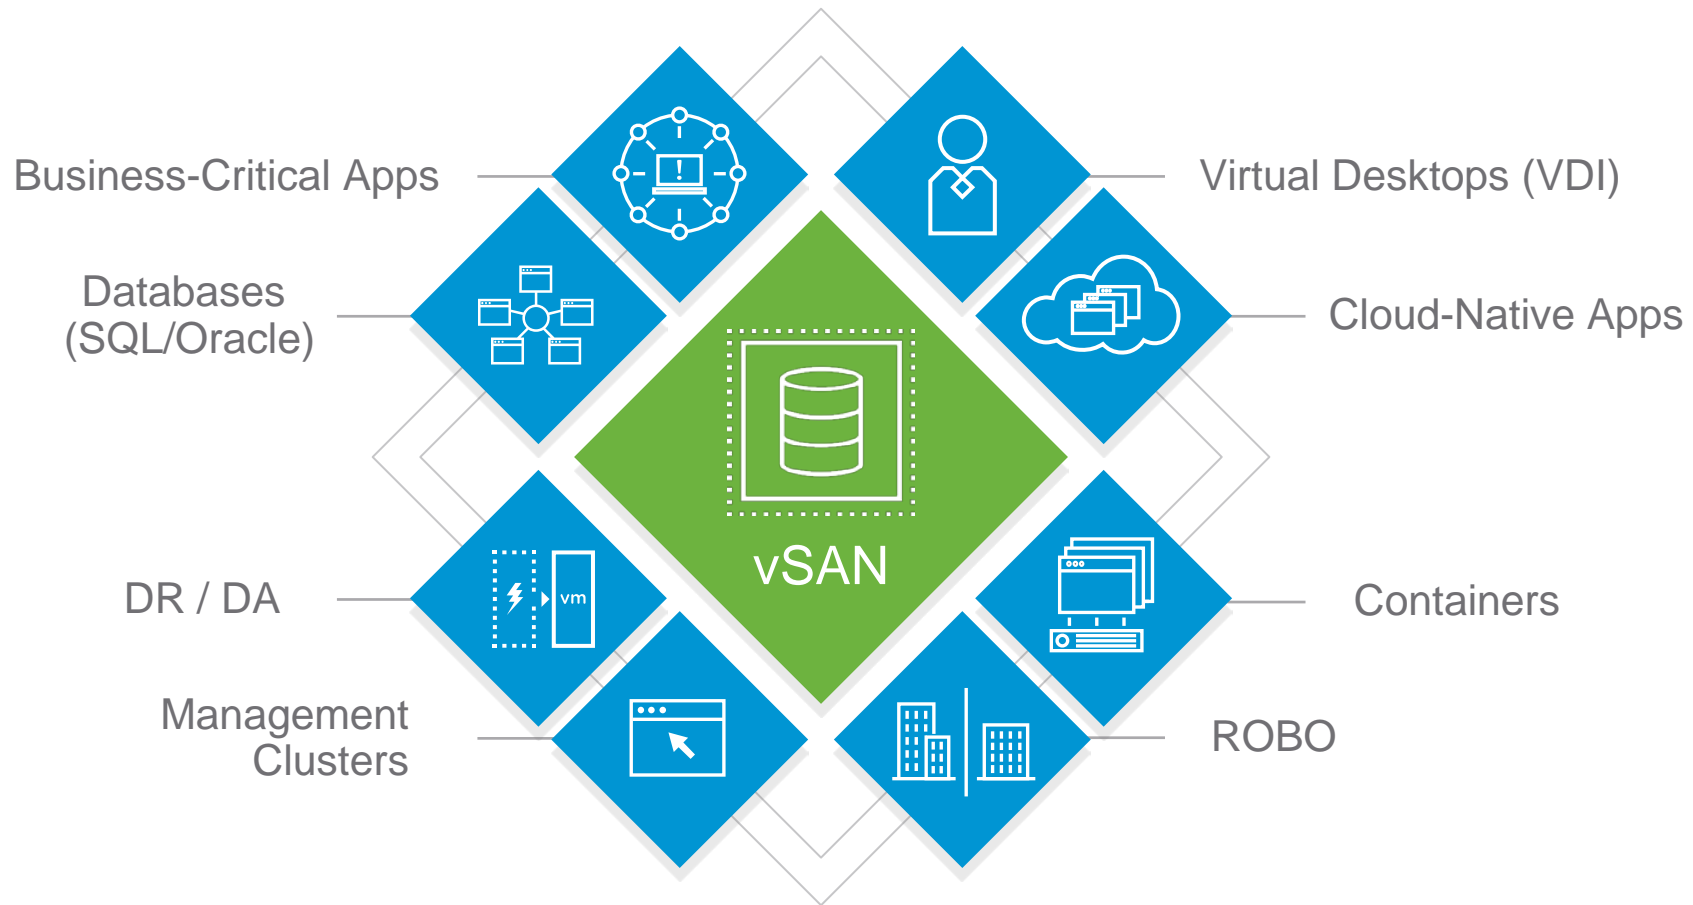 Business-Critical Apps
Virtual Desktops (VDI)
Databases
(SQL/Oracle)
Cloud-Native Apps
!
vSAN
DR / DA
vm
Containers
Management
Clusters
ROBO